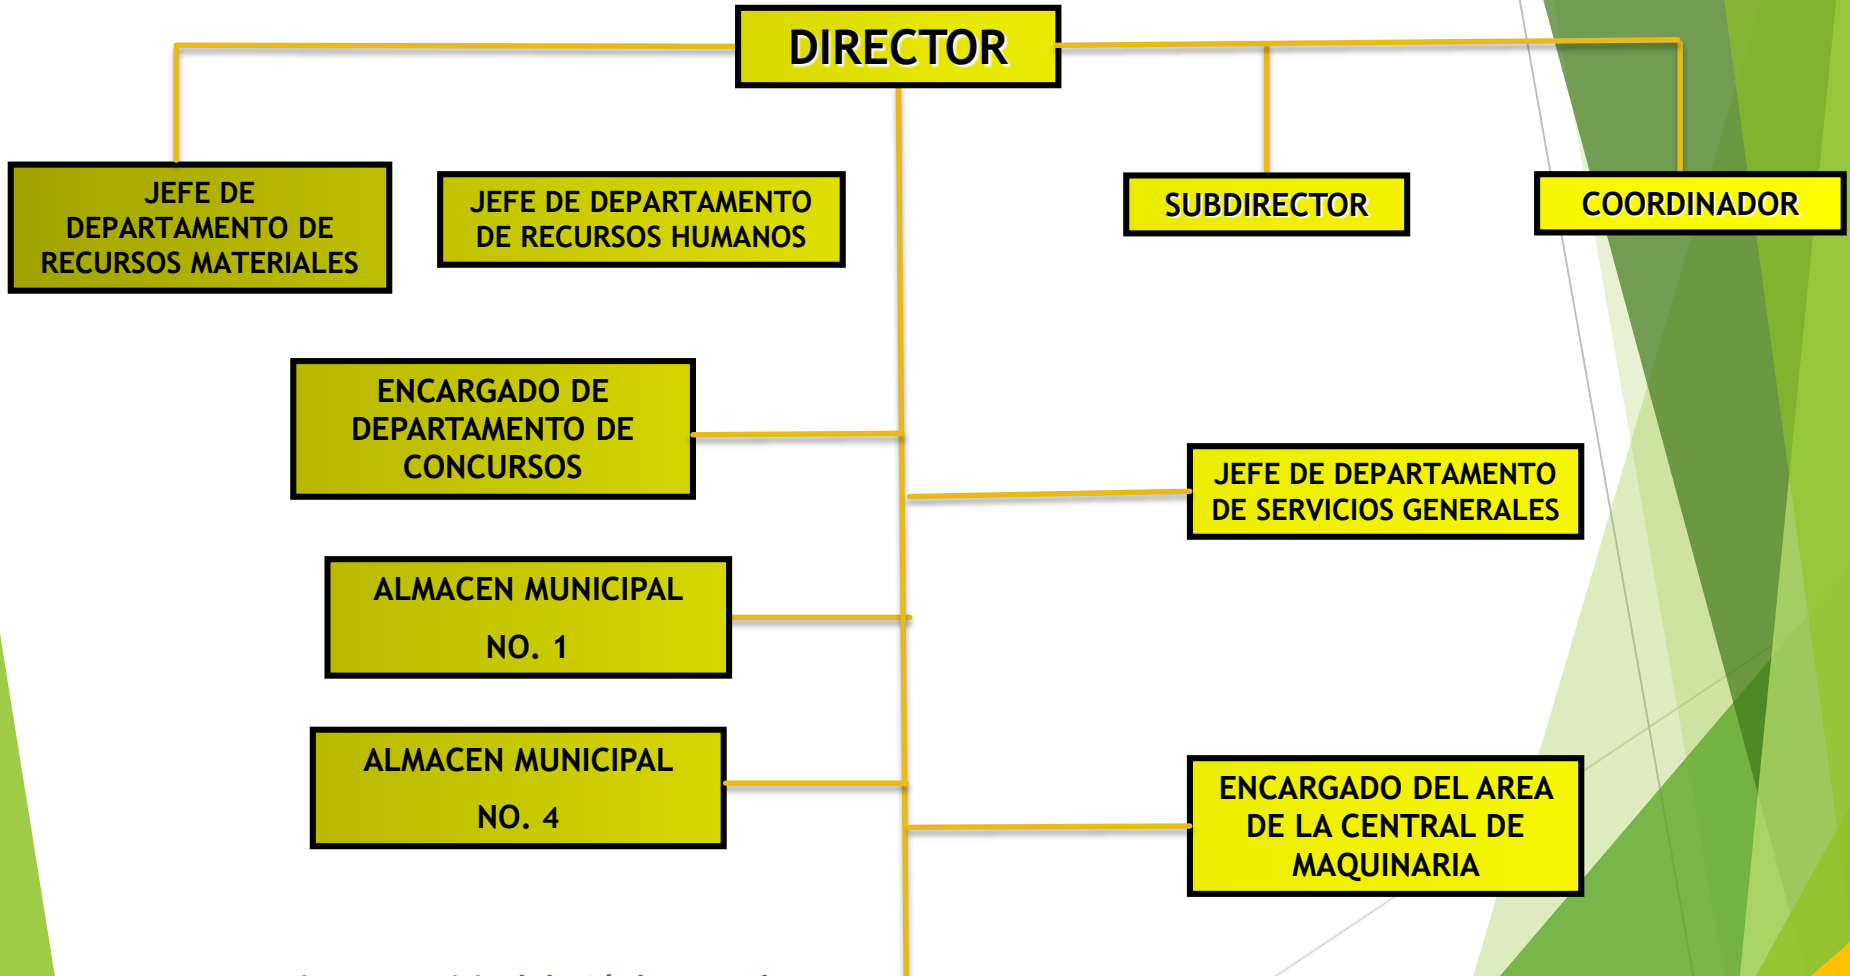 DIRECTOR
JEFE DE
DEPARTAMENTO DE
RECURSOS MATERIALES
JEFE DE DEPARTAMENTO
DE RECURSOS HUMANOS
SUBDIRECTOR
COORDINADOR
ENCARGADO DE
DEPARTAMENTO DE
CONCURSOS
JEFE DE DEPARTAMENTO
DE SERVICIOS GENERALES
ALMACEN MUNICIPAL
NO. 1
ALMACEN MUNICIPAL
NO. 4
ENCARGADO DEL AREA
DE LA CENTRAL DE
MAQUINARIA